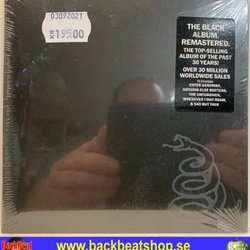 03092021
£195.00
THE BLACK
ALBUM.
REMASTERED.
THE TOP-SELLING
ALBUM OF THE PAST
30 YEARS!
OVER 30 MILLION
WORLDWIDE SALES
FEATURING
ENTER SANDMAN,
NOTHING ELSE MATTERS,
THE UNFORGIVEN,
WHEREVER I MAY ROAM,
& SAD BUT TRUE
www.backbeatshop.se